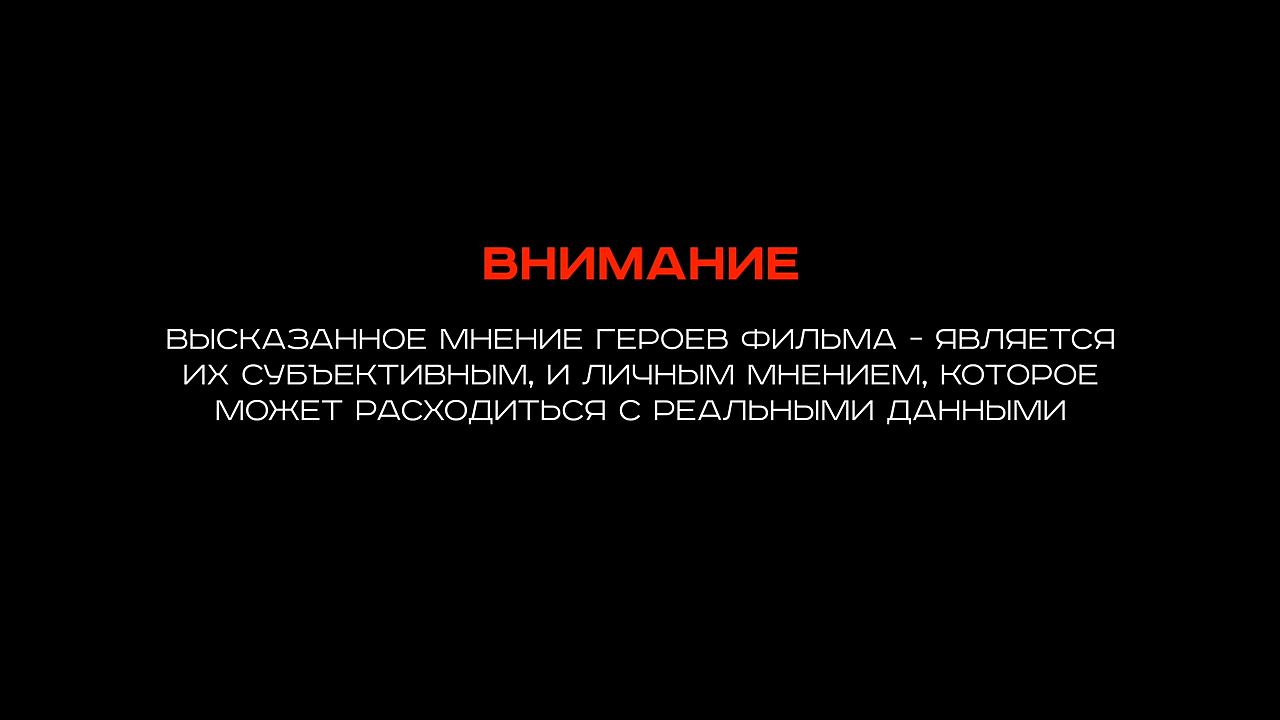 ВНИМАНИЕ
ВЫСКАЗАННОЕ МНЕНИЕ ГЕРОЕВ ФИЛЬМА - ЯВЛЯЕТСЯ
ИХ СУБЪЕКТИВНЫМ, И ЛИЧНЫМ МНЕНИЕМ, КОТОРОЕ
МОЖЕТ РАСХОДИТЬСЯ С РЕАЛЬНЫМИ ДАННЫМИ